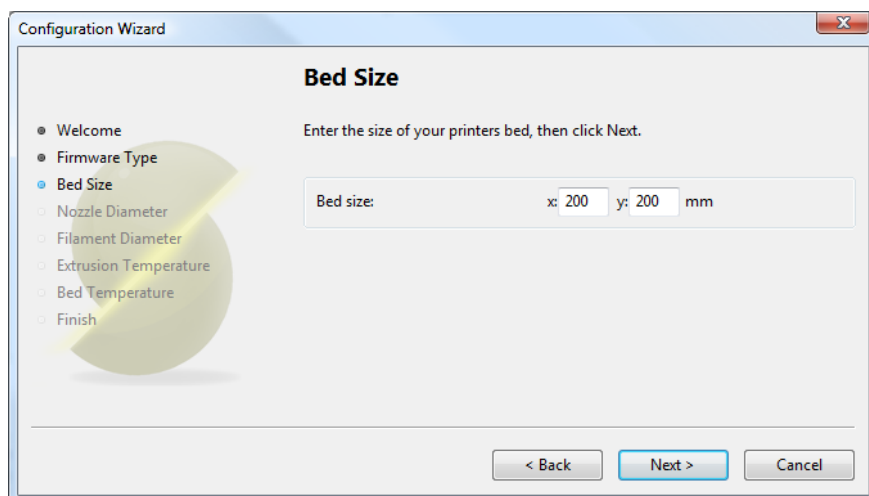 Configuration Wizard
Bed Size
Welcome
Firmware Type
Bed Size
Nozzle Diameter
Filament Diameter
Extrusion Temperature
Bed Temperature
Finish
Enter the size of your printers bed, then click Next.
Bed size: x: 200 y: 200 mm
< Back Next > Cancel